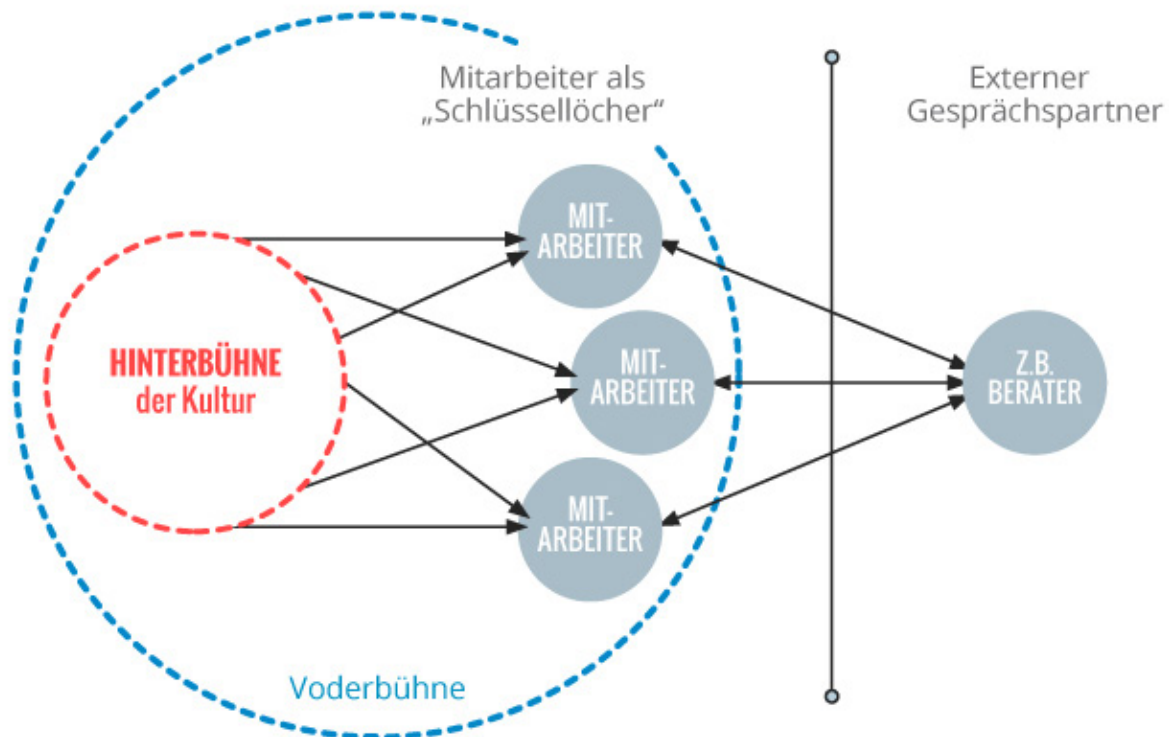 Mitarbeiter als
„Schlüssellöcher“
Externer
Gesprächspartner
MIT-
ARBEITER
HINTERBÜHNE
der Kultur
MIT-
ARBEITER
Z.B.
BERATER
MIT-
ARBEITER
Voderbühne